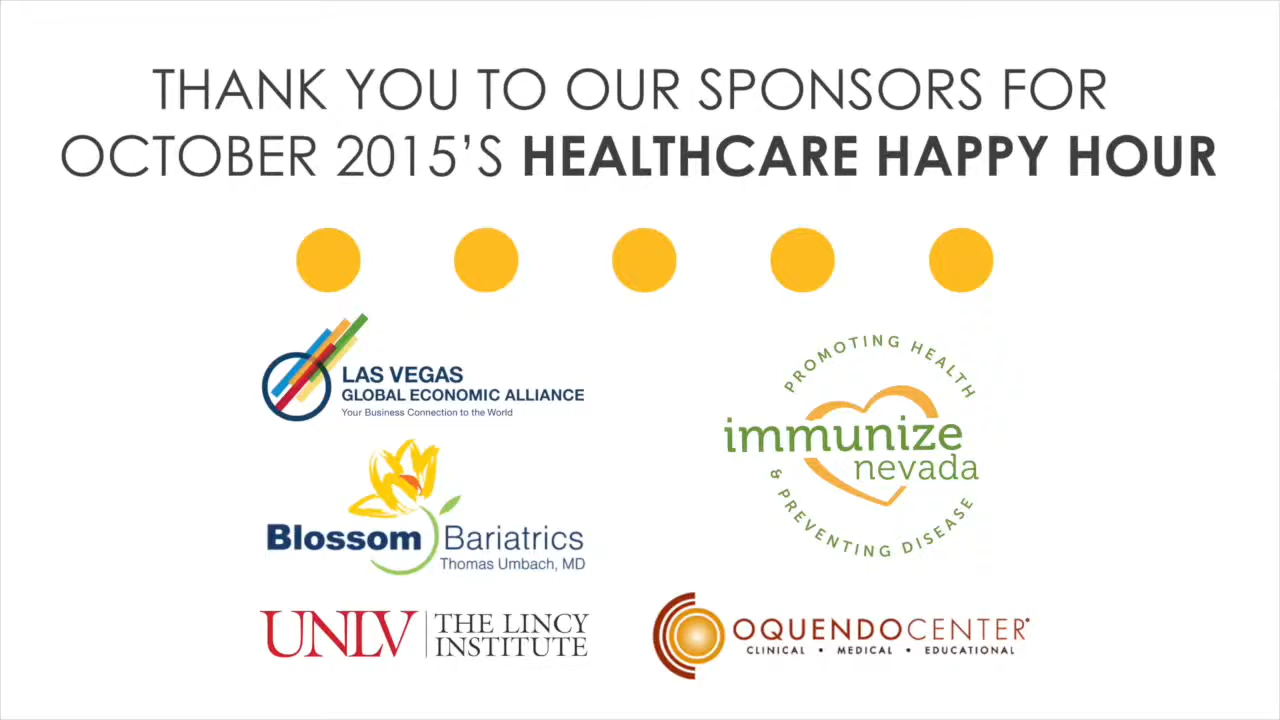 THANK YOU TO OUR SPONSORS FOR
OCTOBER 2015'S HEALTHCARE HAPPY HOUR
LAS VEGAS
GLOBAL ECONOMIC ALLIANCE
Your Business Connection to the World
PROMOTING HEALTH
immunize
nevada
& PREVENTING DISEASE
Blossom Bariatrics
Thomas Umbach, MD
UNLV THE LINCY
INSTITUTE
OQUENDOCENTER
CLINICAL • MEDICAL • EDUCATIONAL